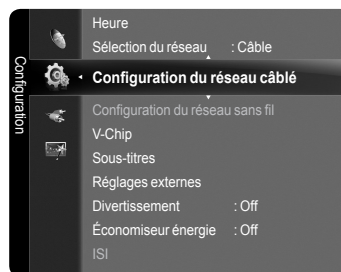 Configuration
Heure
Sélection du réseau : Câble
Configuration du réseau câblé
Configuration du réseau sans fil
V-Chip
Sous-titres
Réglages externes
Divertissement : Off
Économiseur énergie : Off
ISI